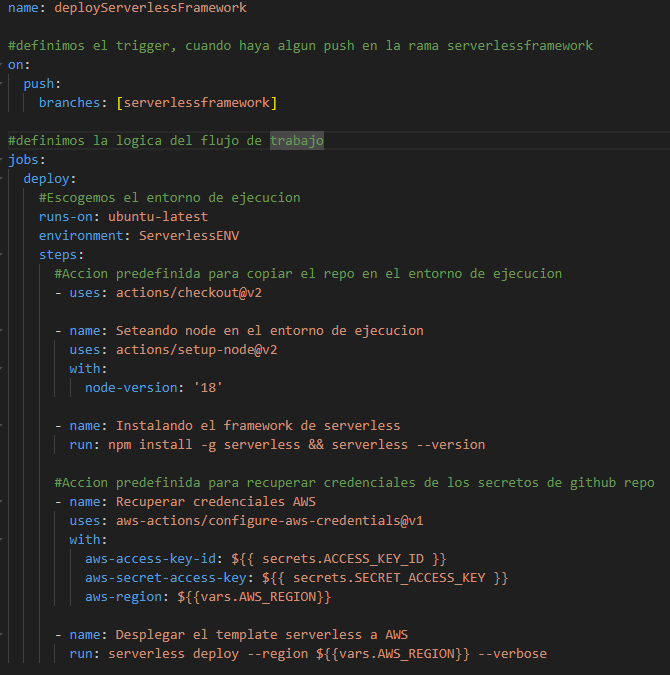 name: deployServerlessFramework
#definimos el trigger, cuando haya algun push en la rama serverlessframework
on:
push:
branches: [serverlessframework]
#definimos la logica del flujo de trabajo
jobs:
deploy:
#Escogemos el entorno de ejecucion
runs-on: ubuntu-latest
environment: ServerlessENV
steps:
#Accion predefinida para copiar el repo en el entorno de ejecucion
- uses: actions/checkout@v2
- name: Seteando node en el entorno de ejecucion
uses: actions/setup-node@v2
with:
node-version: '18'
- name: Instalando el framework de serverless
run: npm install -g serverless && serverless --version
#Accion predefinida para recuperar credenciales de los secretos de github repo
- name: Recuperar credenciales AWS
uses: aws-actions/configure-aws-credentials@v1
with:
aws-access-key-id: ${{ secrets.ACCESS_KEY_ID }}
aws-secret-access-key: ${{ secrets.SECRET_ACCESS_KEY }}
aws-region: ${{vars.AWS_REGION}}
- name: Desplegar el template serverless a AWS
run: serverless deploy --region ${{vars.AWS_REGION}} --verbose